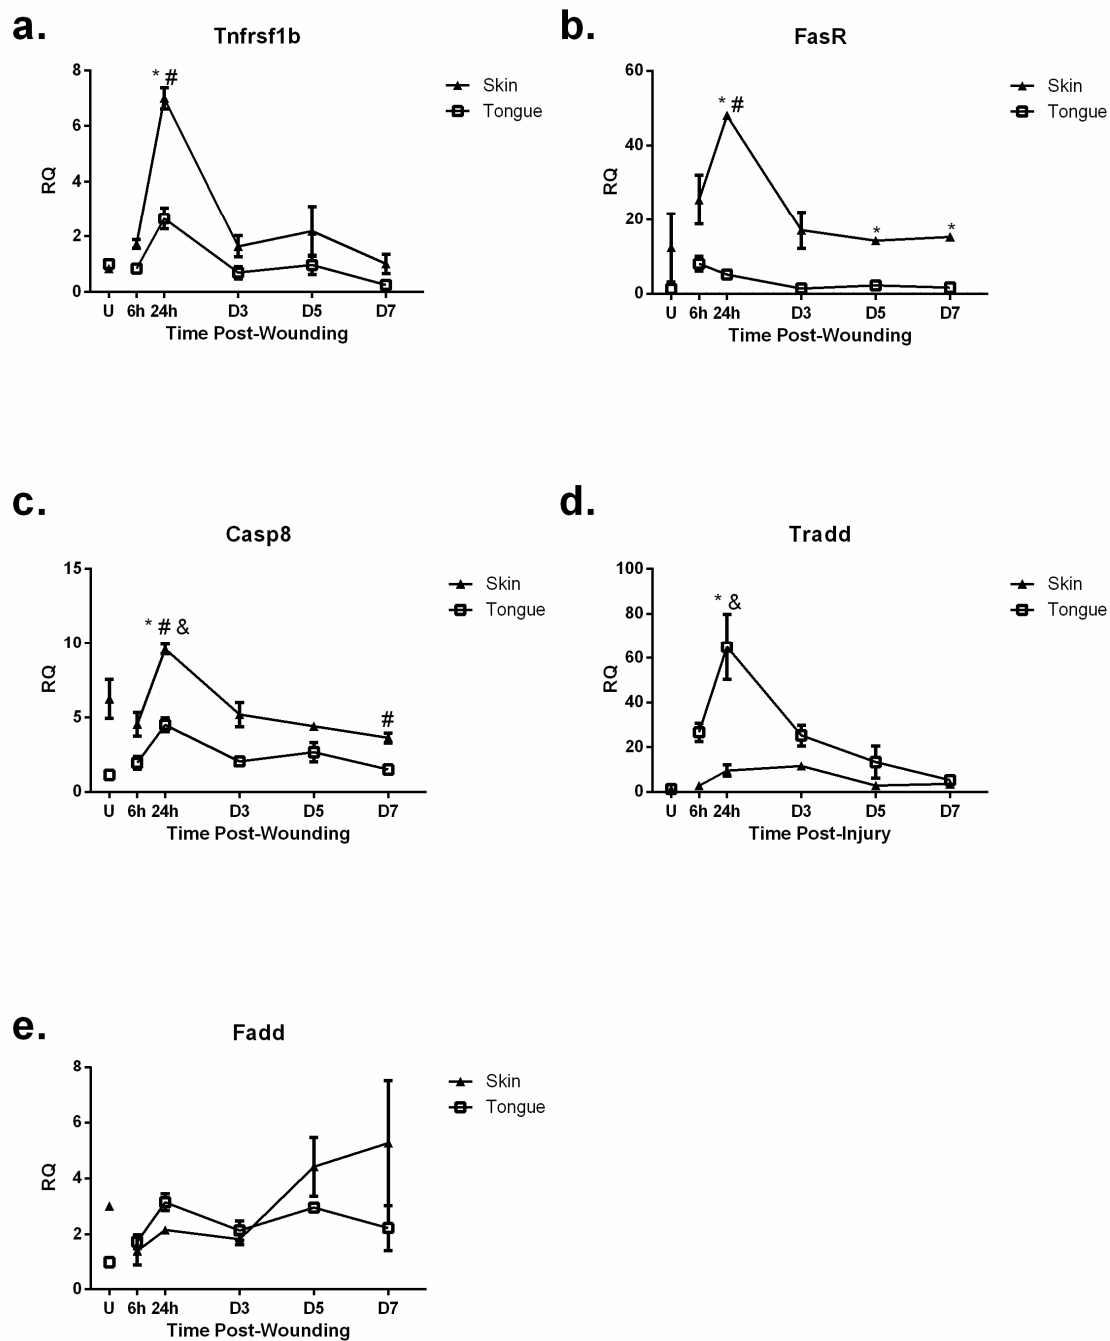 a.
Tnfrsf1b
8
6
4
2
0
RQ
* #
U 6h 24h D3 D5 D7
Time Post-Wounding
Skin
Tongue
b.
FasR
60
40
20
0
RQ
* #
*
*
U 6h 24h D3 D5 D7
Time Post-Wounding
Skin
Tongue
c.
Casp8
15
10
5
0
RQ
* # &
#
U 6h 24h D3 D5 D7
Time Post-Wounding
Skin
Tongue
d.
Tradd
100
80
60
40
20
0
RQ
* &
U 6h 24h D3 D5 D7
Time Post-Injury
Skin
Tongue
e.
Fadd
8
6
4
2
0
RQ
U 6h 24h D3 D5 D7
Time Post-Wounding
Skin
Tongue